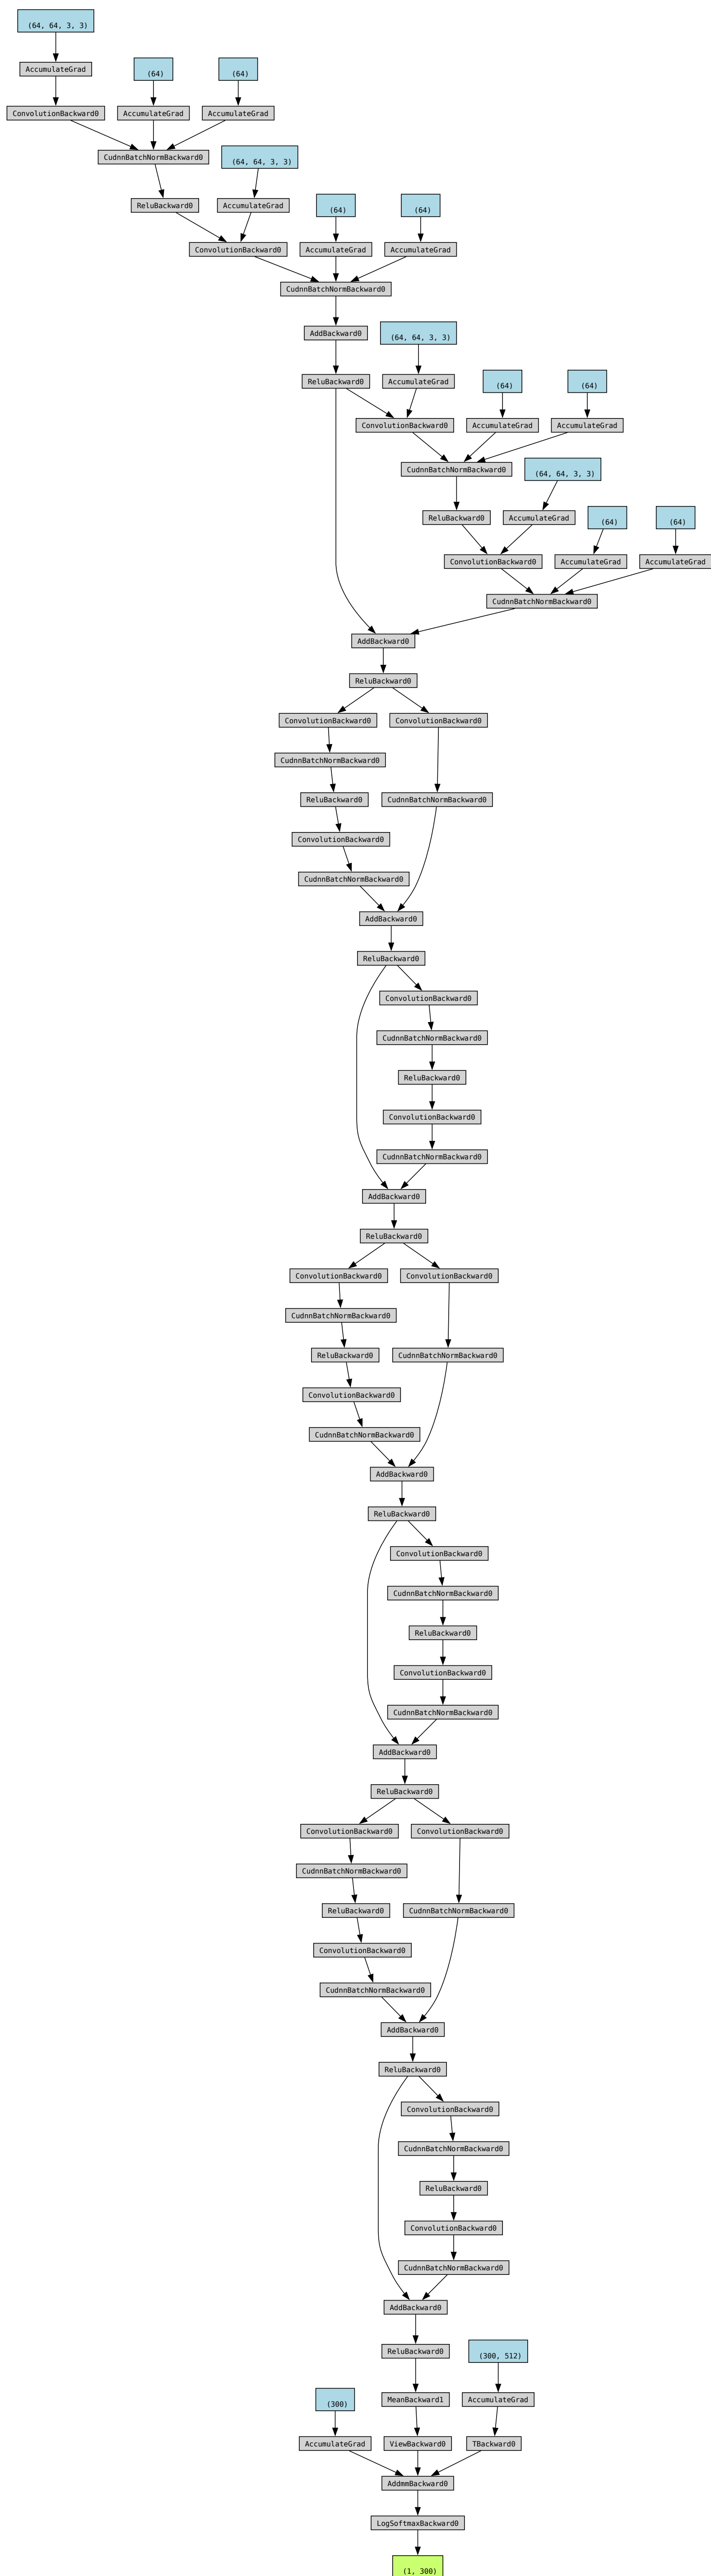 (64, 64, 3, 3)
AccumulateGrad
(64)
(64)
ConvolutionBackward0
AccumulateGrad
AccumulateGrad
CudnnBatchNormBackward0
(64, 64, 3, 3)
ReluBackward0
AccumulateGrad
(64)
(64)
ConvolutionBackward0
AccumulateGrad
AccumulateGrad
CudnnBatchNormBackward0
AddBackward0
(64, 64, 3, 3)
ReluBackward0
AccumulateGrad
(64)
(64)
ConvolutionBackward0
AccumulateGrad
AccumulateGrad
CudnnBatchNormBackward0
(64, 64, 3, 3)
ReluBackward0
AccumulateGrad
(64)
(64)
ConvolutionBackward0
AccumulateGrad
AccumulateGrad
CudnnBatchNormBackward0
AddBackward0
ReluBackward0
ConvolutionBackward0
ConvolutionBackward0
CudnnBatchNormBackward0
ReluBackward0
CudnnBatchNormBackward0
ConvolutionBackward0
CudnnBatchNormBackward0
AddBackward0
ReluBackward0
ConvolutionBackward0
CudnnBatchNormBackward0
ReluBackward0
ConvolutionBackward0
CudnnBatchNormBackward0
AddBackward0
ReluBackward0
ConvolutionBackward0
ConvolutionBackward0
CudnnBatchNormBackward0
ReluBackward0
CudnnBatchNormBackward0
ConvolutionBackward0
CudnnBatchNormBackward0
AddBackward0
ReluBackward0
ConvolutionBackward0
CudnnBatchNormBackward0
ReluBackward0
ConvolutionBackward0
CudnnBatchNormBackward0
AddBackward0
ReluBackward0
ConvolutionBackward0
ConvolutionBackward0
CudnnBatchNormBackward0
ReluBackward0
CudnnBatchNormBackward0
ConvolutionBackward0
CudnnBatchNormBackward0
AddBackward0
ReluBackward0
ConvolutionBackward0
CudnnBatchNormBackward0
ReluBackward0
ConvolutionBackward0
CudnnBatchNormBackward0
AddBackward0
ReluBackward0
(300, 512)
(300)
MeanBackward1
AccumulateGrad
AccumulateGrad
ViewBackward0
TBackward0
AddmmBackward0
LogSoftmaxBackward0
(1, 300)